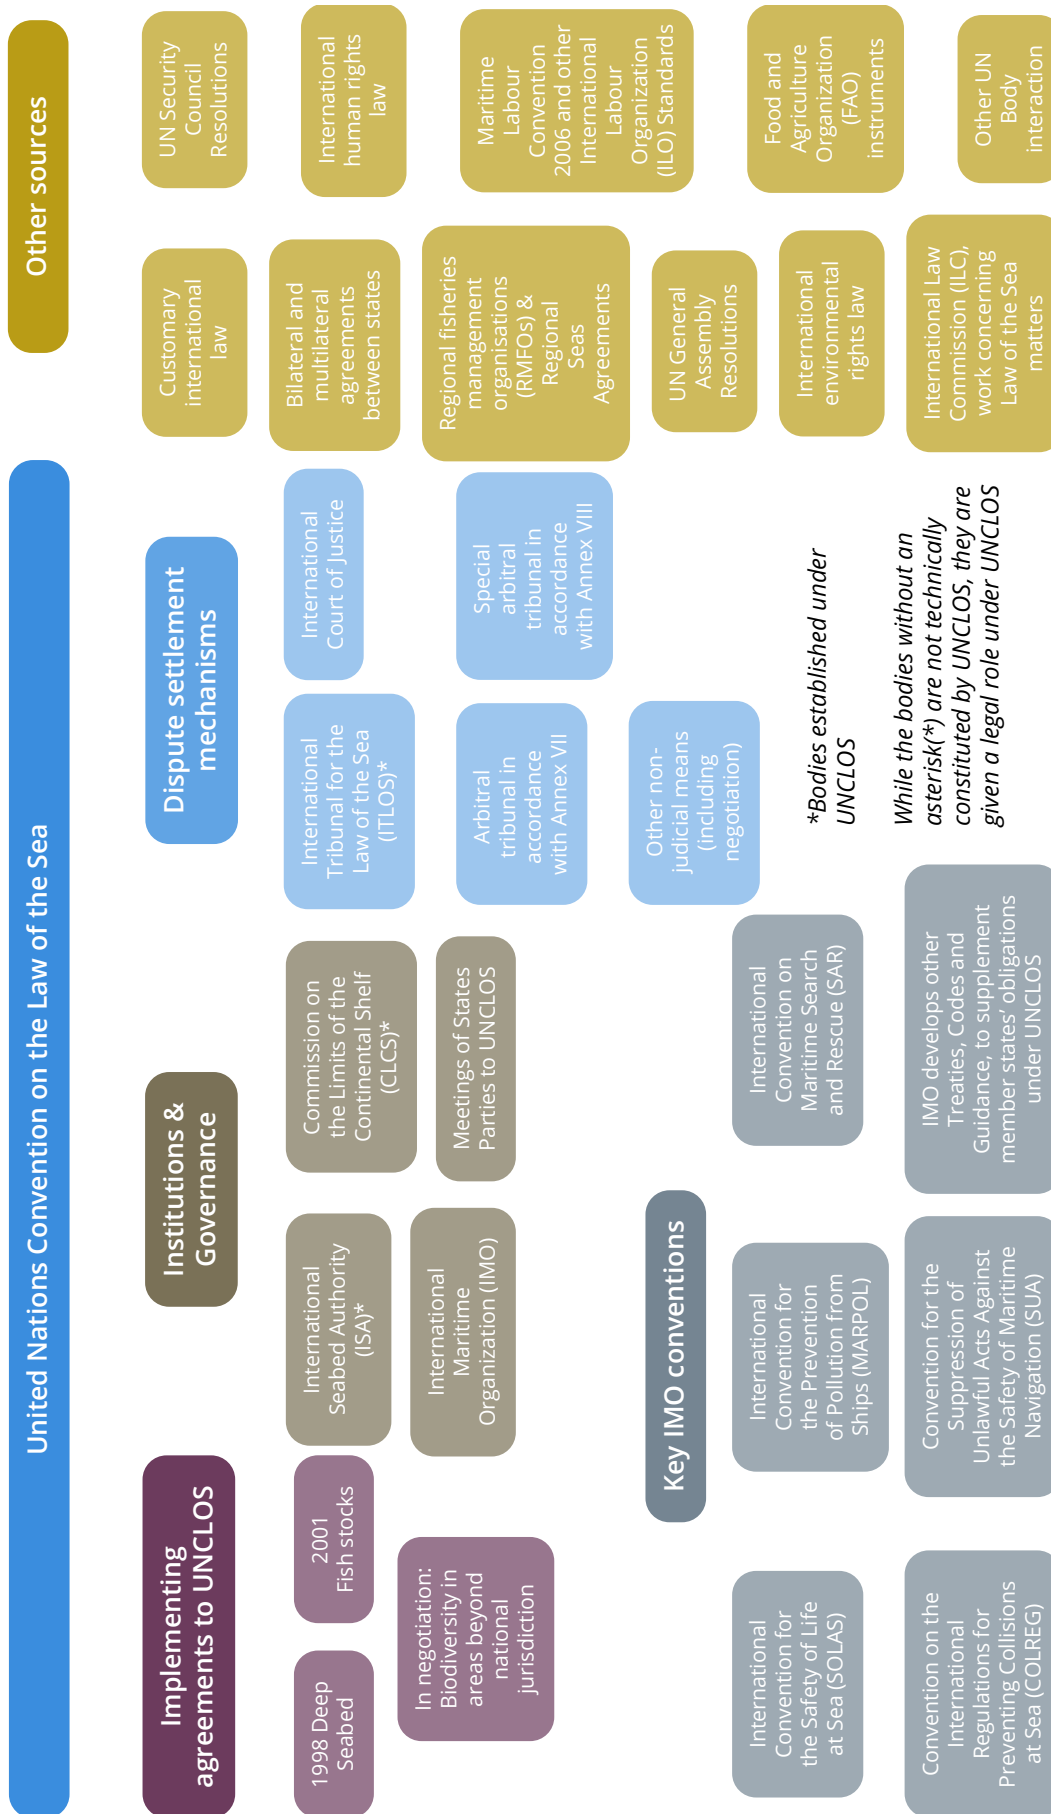 United Nations Convention on the Law of the Sea
Implementing
agreements to UNCLOS
1998 Deep
Seabed
2001
Fish stocks
In negotiation:
Biodiversity in
areas beyond
national
jurisdiction
Institutions &
Governance
International
Seabed Authority
(ISA)*
Commission on
the Limits of the
Continental Shelf
(CLCS)*
International
Maritime
Organization (IMO)
Meetings of States
Parties to UNCLOS
Dispute settlement
mechanisms
International
Tribunal for the
Law of the Sea
(ITLOS)*
International
Court of Justice
Arbitral
tribunal in
accordance
with Annex VII
Special
arbitral
tribunal in
accordance
with Annex VIII
Other non-
judicial means
(including
negotiation)
Key IMO conventions
International
Convention for
the Safety of Life
at Sea (SOLAS)
International
Convention for
the Prevention
of Pollution from
Ships (MARPOL)
International
Convention on
Maritime Search
and Rescue (SAR)
Convention on the
International
Regulations for
Preventing Collisions
at Sea (COLREG)
Convention for the
Suppression of
Unlawful Acts Against
the Safety of Maritime
Navigation (SUA)
IMO develops other
Treaties, Codes and
Guidance, to supplement
member states’ obligations
under UNCLOS
*Bodies established under
UNCLOS
While the bodies without an
asterisk(*) are not technically
constituted by UNCLOS, they are
given a legal role under UNCLOS
Other sources
Customary
international
law
UN Security
Council
Resolutions
Bilateral and
multilateral
agreements
between states
International
human rights
law
Regional fisheries
management
organisations
(RMFOs) &
Regional
Seas
Agreements
Maritime
Labour
Convention
2006 and other
International
Labour
Organization
(ILO) Standards
UN General
Assembly
Resolutions
Food and
Agriculture
Organization
(FAO)
instruments
International
environmental
rights law
International Law
Commission (ILC),
work concerning
Law of the Sea
matters
Other UN
Body
interaction